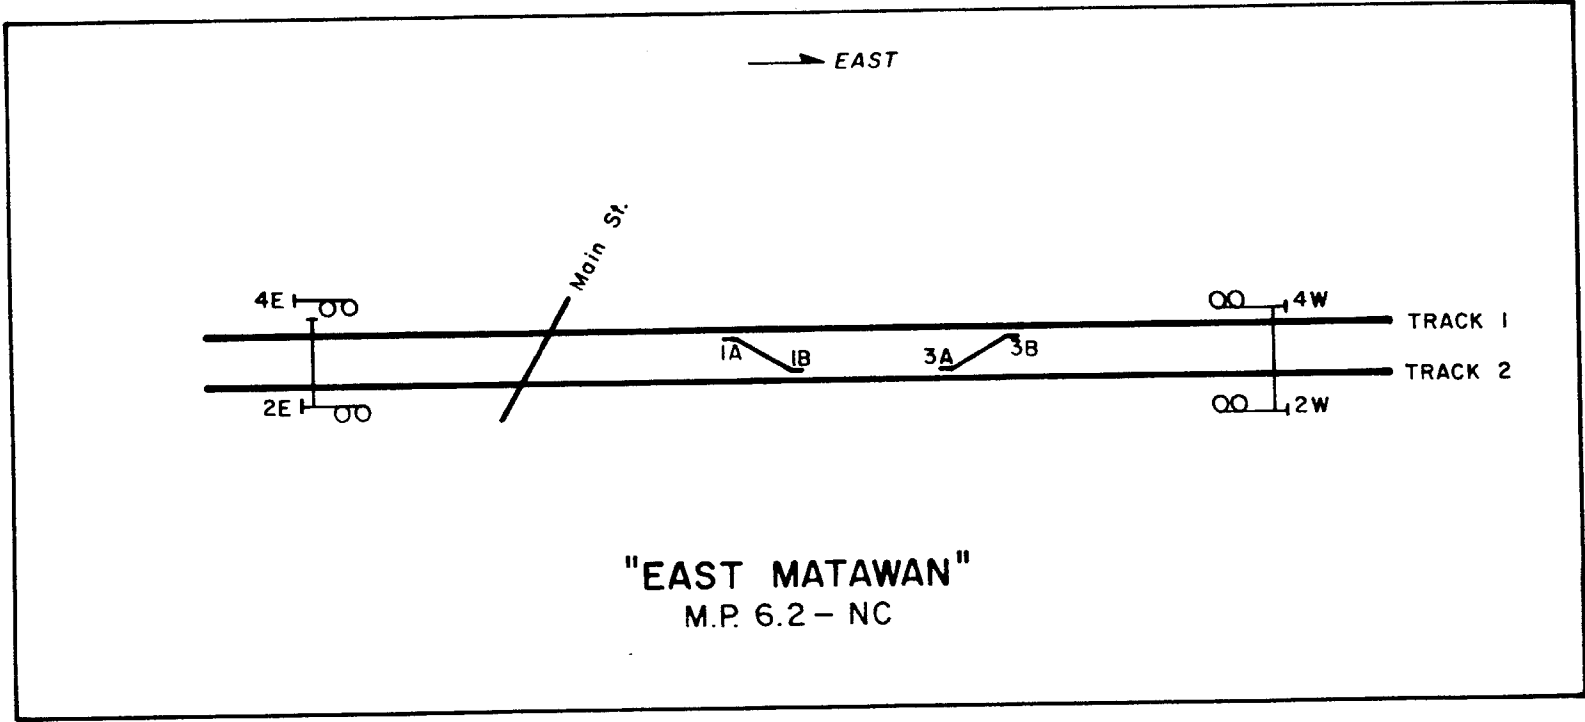 EAST
Main St.
4E
4W
TRACK 1
1A
1B
3A
3B
TRACK 2
2E
2W
"EAST MATAWAN"
M.P. 6.2 – NC